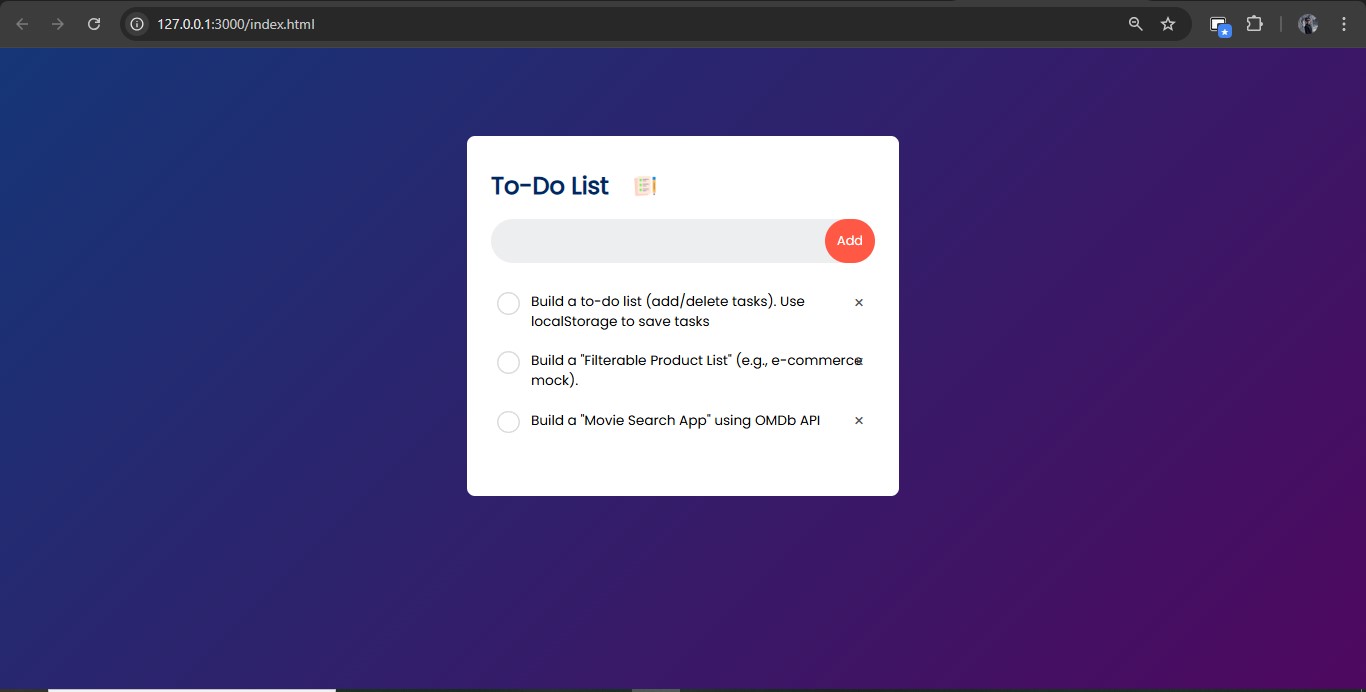 127.0.0.1:3000/index.html
To-Do List
Add
Build a to-do list (add/delete tasks). Use
localStorage to save tasks
×
Build a "Filterable Product List" (e.g., e-commerce
mock).
×
Build a "Movie Search App" using OMDb API
×